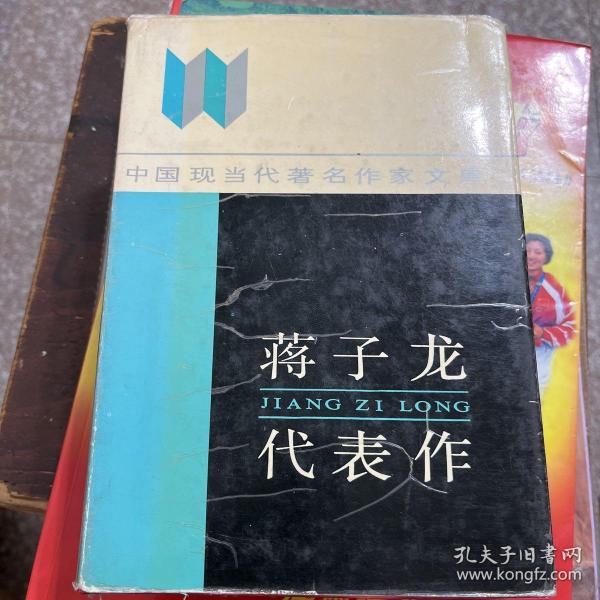 中国现当代著名作家文库
蒋子龙
JIANG ZI LONG
代表作
孔夫子旧书网
www.kongfz.com